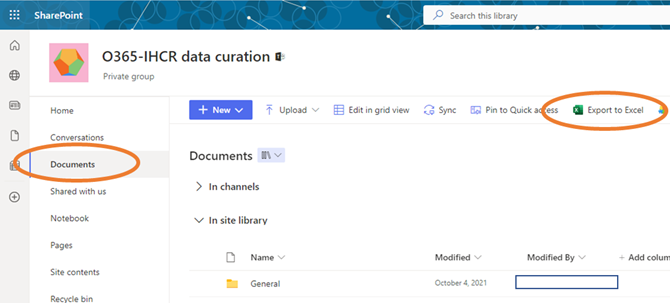 SharePoint
Search this library
O365-IHCR data curation
Private group
Home
Conversations
Documents
Shared with us
Notebook
Pages
Site contents
Recycle bin
+ New
Upload
Edit in grid view
Sync
Pin to Quick access
Export to Excel
Documents
In channels
In site library
Name
Modified
Modified By
+ Add colum
General
October 4, 2021